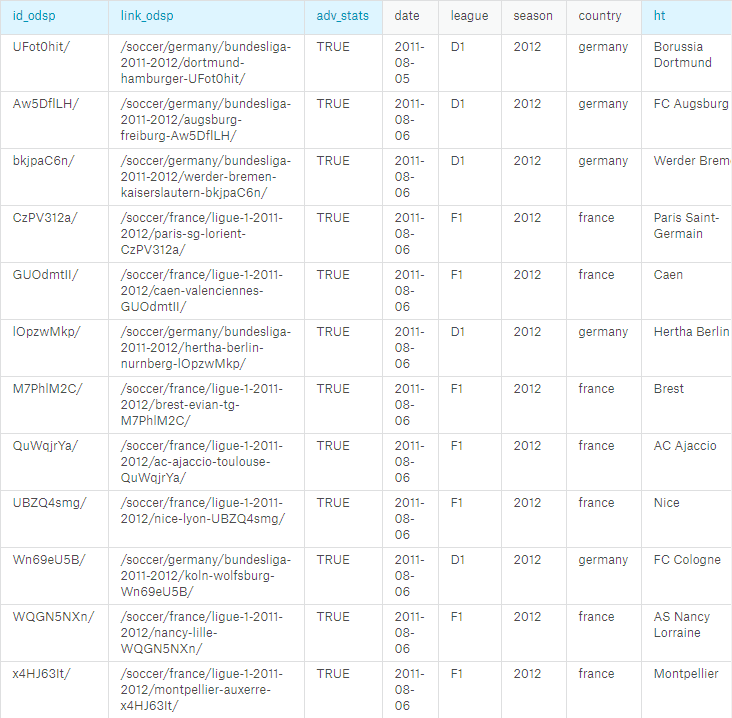 id_odsp link_odsp adv_stats date league season country ht
UFot0hit/ /soccer/germany/bundesliga- TRUE 2011- D1 2012 germany Borussia
2011-2012/dortmund- 08- Dortmund
hamburger-UFot0hit/ 05
Aw5DflLH/ /soccer/germany/bundesliga- TRUE 2011- D1 2012 germany FC Augsburg
2011-2012/augsburg- 08-
freiburg-Aw5DflLH/ 06
bkjpaC6n/ /soccer/germany/bundesliga- TRUE 2011- D1 2012 germany Werder Brem
2011-2012/werder-bremen- 08-
kaiserslautern-bkjpaC6n/ 06
CzPV312a/ /soccer/france/ligue-1-2011- TRUE 2011- F1 2012 france Paris Saint-
2012/paris-sg-lorient- 08- Germain
CzPV312a/ 06
GUOdmtII/ /soccer/france/ligue-1-2011- TRUE 2011- F1 2012 france Caen
2012/caen-valenciennes- 08-
GUOdmtII/ 06
lOpzwMkp/ /soccer/germany/bundesliga- TRUE 2011- D1 2012 germany Hertha Berlin
2011-2012/hertha-berlin- 08-
nurnberg-lOpzwMkp/ 06
M7PhlM2C/ /soccer/france/ligue-1-2011- TRUE 2011- F1 2012 france Brest
2012/brest-evian-tg- 08-
M7PhlM2C/ 06
QuWqjrYa/ /soccer/france/ligue-1-2011- TRUE 2011- F1 2012 france AC Ajaccio
2012/ac-ajaccio-toulouse- 08-
QuWqjrYa/ 06
UBZQ4smg/ /soccer/france/ligue-1-2011- TRUE 2011- F1 2012 france Nice
2012/nice-lyon-UBZQ4smg/ 08-
06
Wn69eU5B/ /soccer/germany/bundesliga- TRUE 2011- D1 2012 germany FC Cologne
2011-2012/koln-wolfsburg- 08-
Wn69eU5B/ 06
WQGN5NXn/ /soccer/france/ligue-1-2011- TRUE 2011- F1 2012 france AS Nancy
2012/nancy-lille- 08- Lorraine
WQGN5NXn/ 06
x4HJ63It/ /soccer/france/ligue-1-2011- TRUE 2011- F1 2012 france Montpellier
2012/montpellier-auxerre- 08-
x4HJ63It/ 06